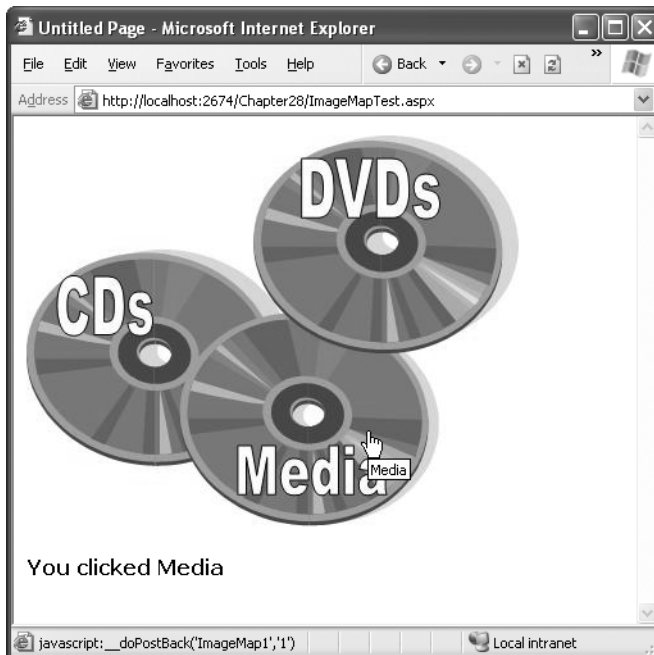 Untitled Page - Microsoft Internet Explorer
File Edit View Favorites Tools Help Back »
Address http://localhost:2674/Chapter28/ImageMapTest.aspx
DVDs
CDs
Media
Media
You clicked Media
javascript:__doPostBack('ImageMap1','1') Local intranet